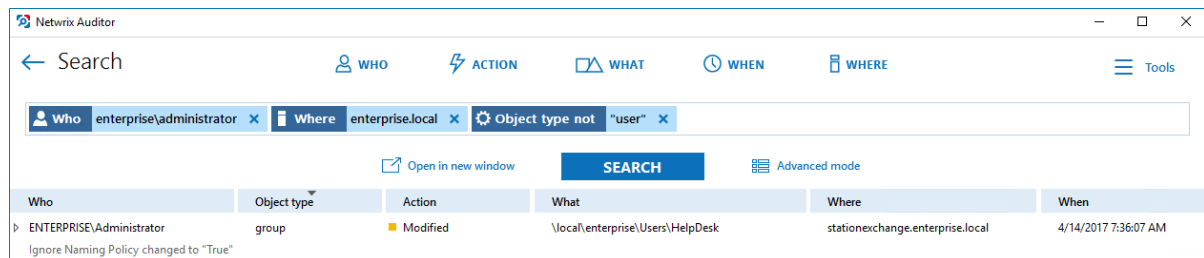 Netwrix Auditor
Search WHO ACTION WHAT WHEN WHERE Tools
Who enterprise\administrator Where enterprise.local Object type not "user"
Open in new window SEARCH Advanced mode
Who Object type Action What Where When
ENTERPRISE\Administrator group Modified \local\enterprise\Users\HelpDesk stationexchange.enterprise.local 4/14/2017 7:36:07 AM
Ignore Naming Policy changed to "True"